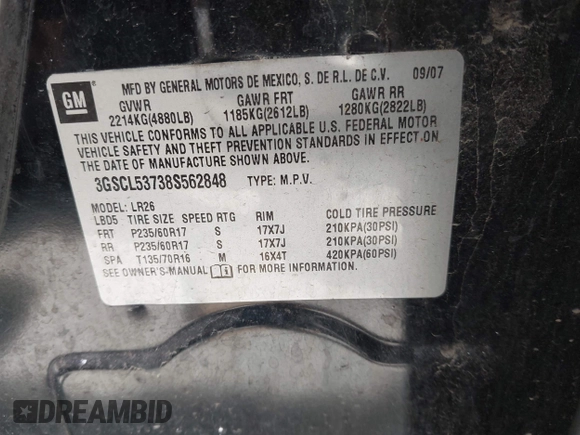 GM
MFD BY GENERAL MOTORS DE MEXICO, S. DE R.L. DE C.V. 09/07
GVWR GAWR FRT GAWR RR
2214KG(4880LB) 1185KG(2612LB) 1280KG(2822LB)
THIS VEHICLE CONFORMS TO ALL APPLICABLE U.S. FEDERAL MOTOR
VEHICLE SAFETY AND THEFT PREVENTION STANDARDS IN EFFECT ON
THE DATE OF MANUFACTURE SHOWN ABOVE.
3GSCL53738S562848 TYPE: M.P.V.
MODEL: LR26
LBD5 TIRE SIZE SPEED RTG RIM COLD TIRE PRESSURE
FRT P235/60R17 S 17X7J 210KPA(30PSI)
RR P235/60R17 S 17X7J 210KPA(30PSI)
SPA T135/70R16 M 16X4T 420KPA(60PSI)
SEE OWNER'S-MANUAL FOR MORE INFORMATION.
DREAMBID